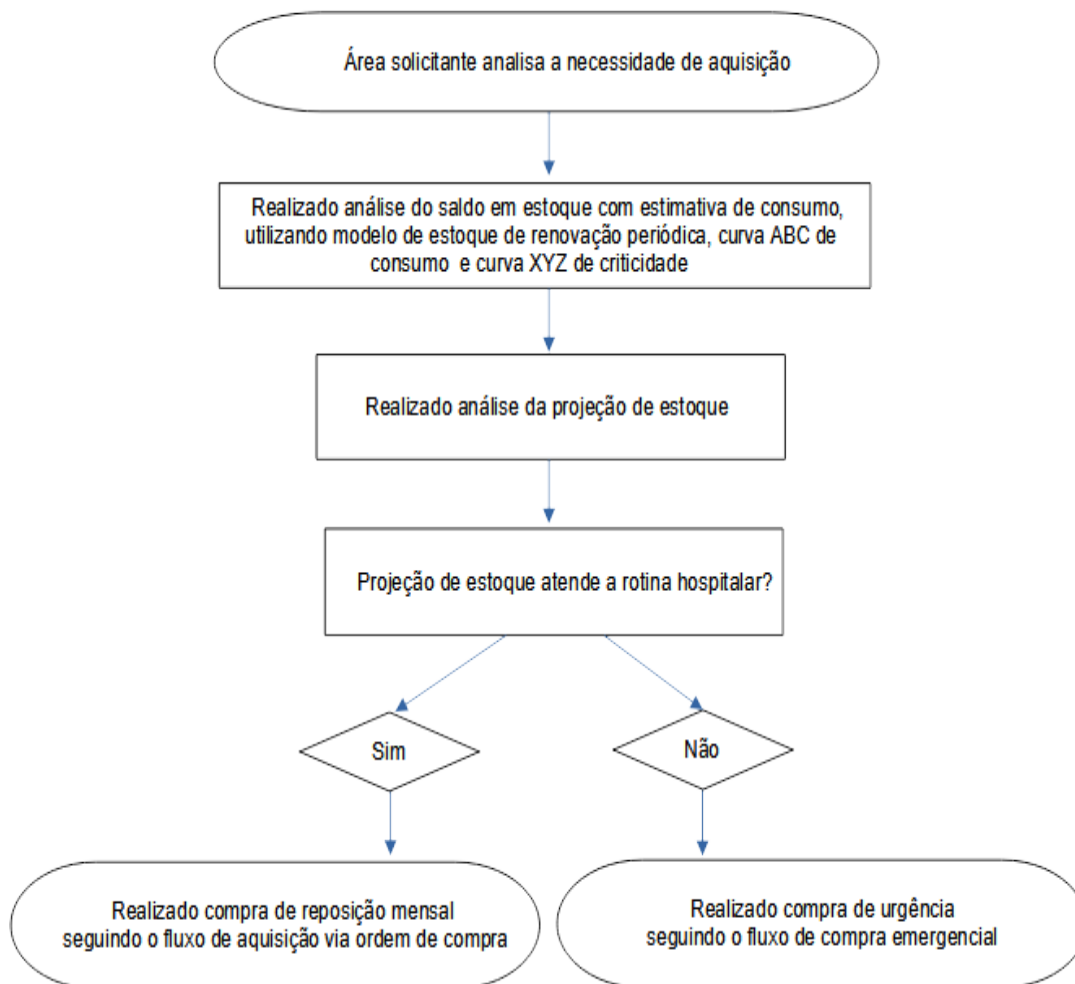 Área solicitante analisa a necessidade de aquisição
Realizado análise do saldo em estoque com estimativa de consumo,
utilizando modelo de estoque de renovação periódica, curva ABC de
consumo e curva XYZ de criticidade
Realizado análise da projeção de estoque
Projeção de estoque atende a rotina hospitalar?
Sim
Não
Realizado compra de reposição mensal
seguindo o fluxo de aquisição via ordem de compra
Realizado compra de urgência
seguindo o fluxo de compra emergencial